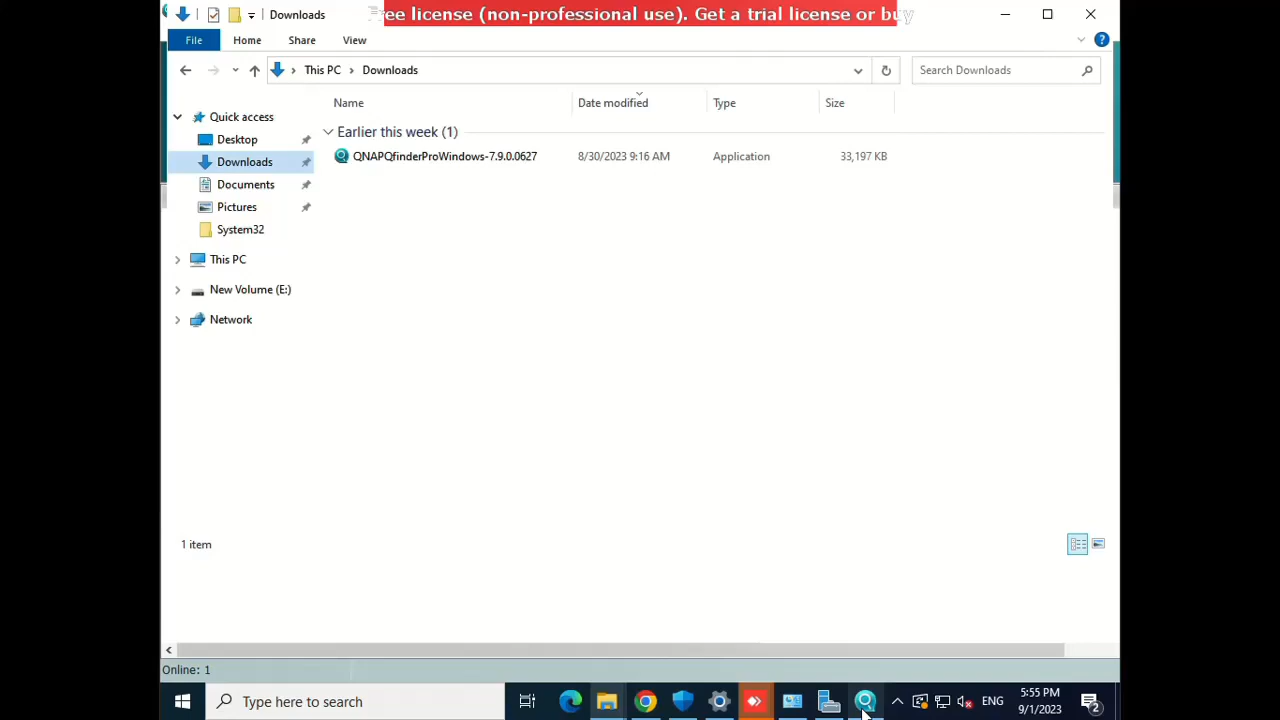 Downloads
Free license (non-professional use). Get a trial license or buy
File Home Share View
This PC > Downloads
Search Downloads
Name Date modified Type Size
Quick access
Earlier this week (1)
Desktop
QNAPQfinderProWindows-7.9.0.0627 8/30/2023 9:16 AM Application 33,197 KB
Downloads
Documents
Pictures
System32
This PC
New Volume (E:)
Network
1 item
Online: 1
Type here to search
ENG
5:55 PM
9/1/2023
2